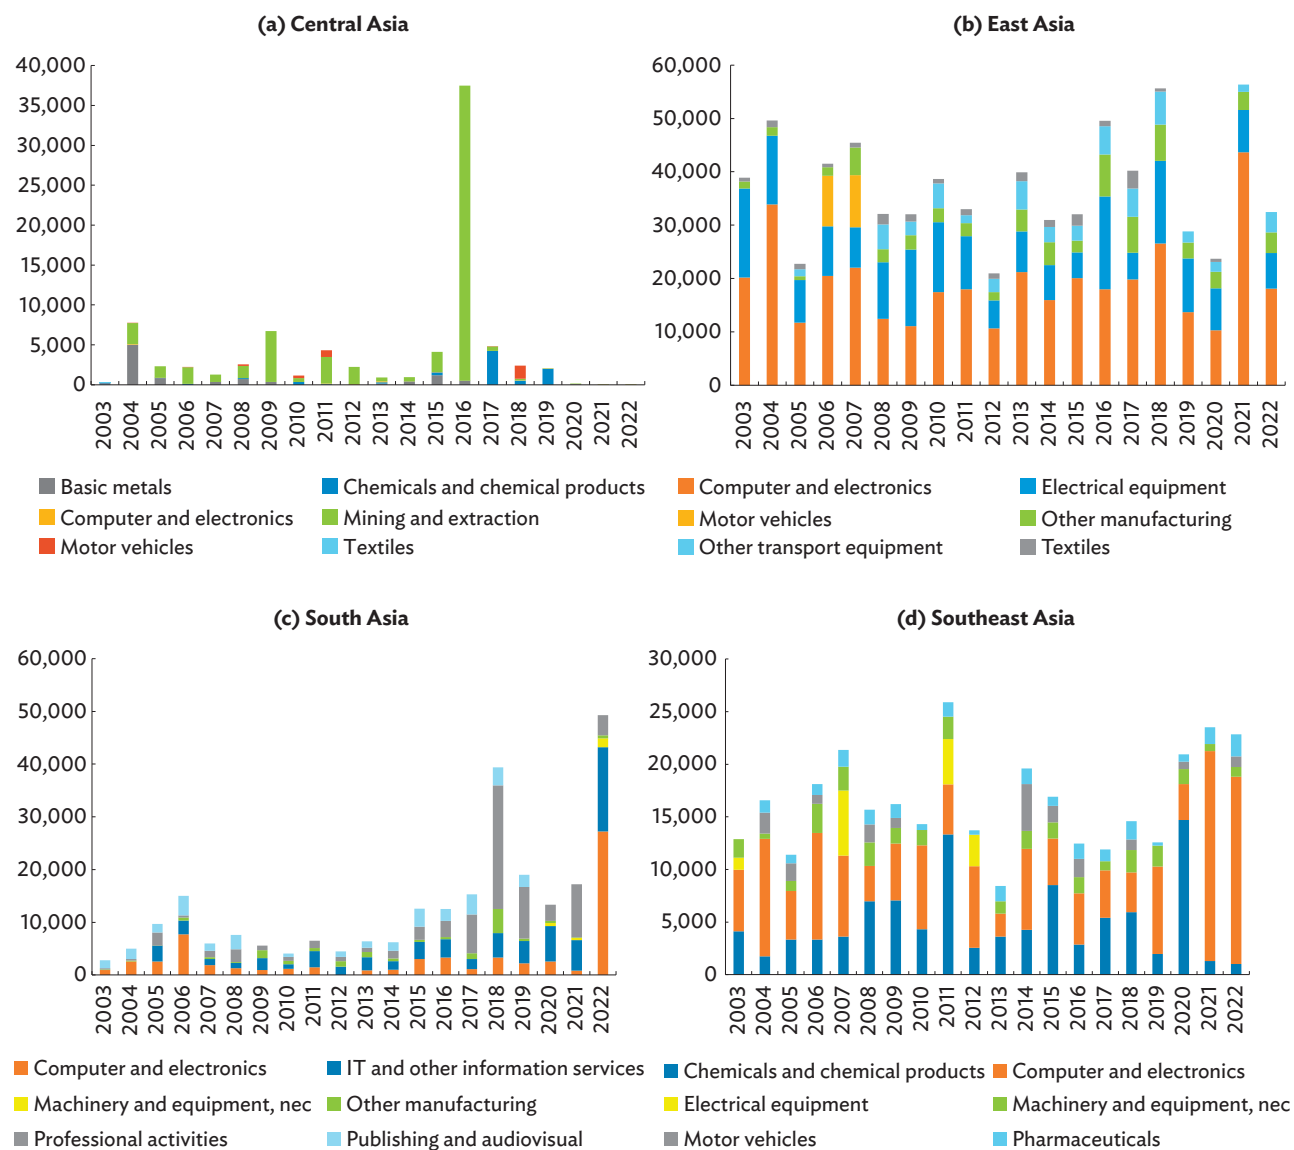 (a) Central Asia
40,000
35,000
30,000
25,000
20,000
15,000
10,000
5,000
0
2003 2004 2005 2006 2007 2008 2009 2010 2011 2012 2013 2014 2015 2016 2017 2018 2019 2020 2021 2022
Basic metals Chemicals and chemical products
Computer and electronics Mining and extraction
Motor vehicles Textiles
(b) East Asia
60,000
50,000
40,000
30,000
20,000
10,000
0
2003 2004 2005 2006 2007 2008 2009 2010 2011 2012 2013 2014 2015 2016 2017 2018 2019 2020 2021 2022
Computer and electronics Electrical equipment
Motor vehicles Other manufacturing
Other transport equipment Textiles
(c) South Asia
60,000
50,000
40,000
30,000
20,000
10,000
0
2003 2004 2005 2006 2007 2008 2009 2010 2011 2012 2013 2014 2015 2016 2017 2018 2019 2020 2021 2022
Computer and electronics IT and other information services
Machinery and equipment, nec Other manufacturing
Professional activities Publishing and audiovisual
(d) Southeast Asia
30,000
25,000
20,000
15,000
10,000
5,000
0
2003 2004 2005 2006 2007 2008 2009 2010 2011 2012 2013 2014 2015 2016 2017 2018 2019 2020 2021 2022
Chemicals and chemical products Computer and electronics
Electrical equipment Machinery and equipment, nec
Motor vehicles Pharmaceuticals